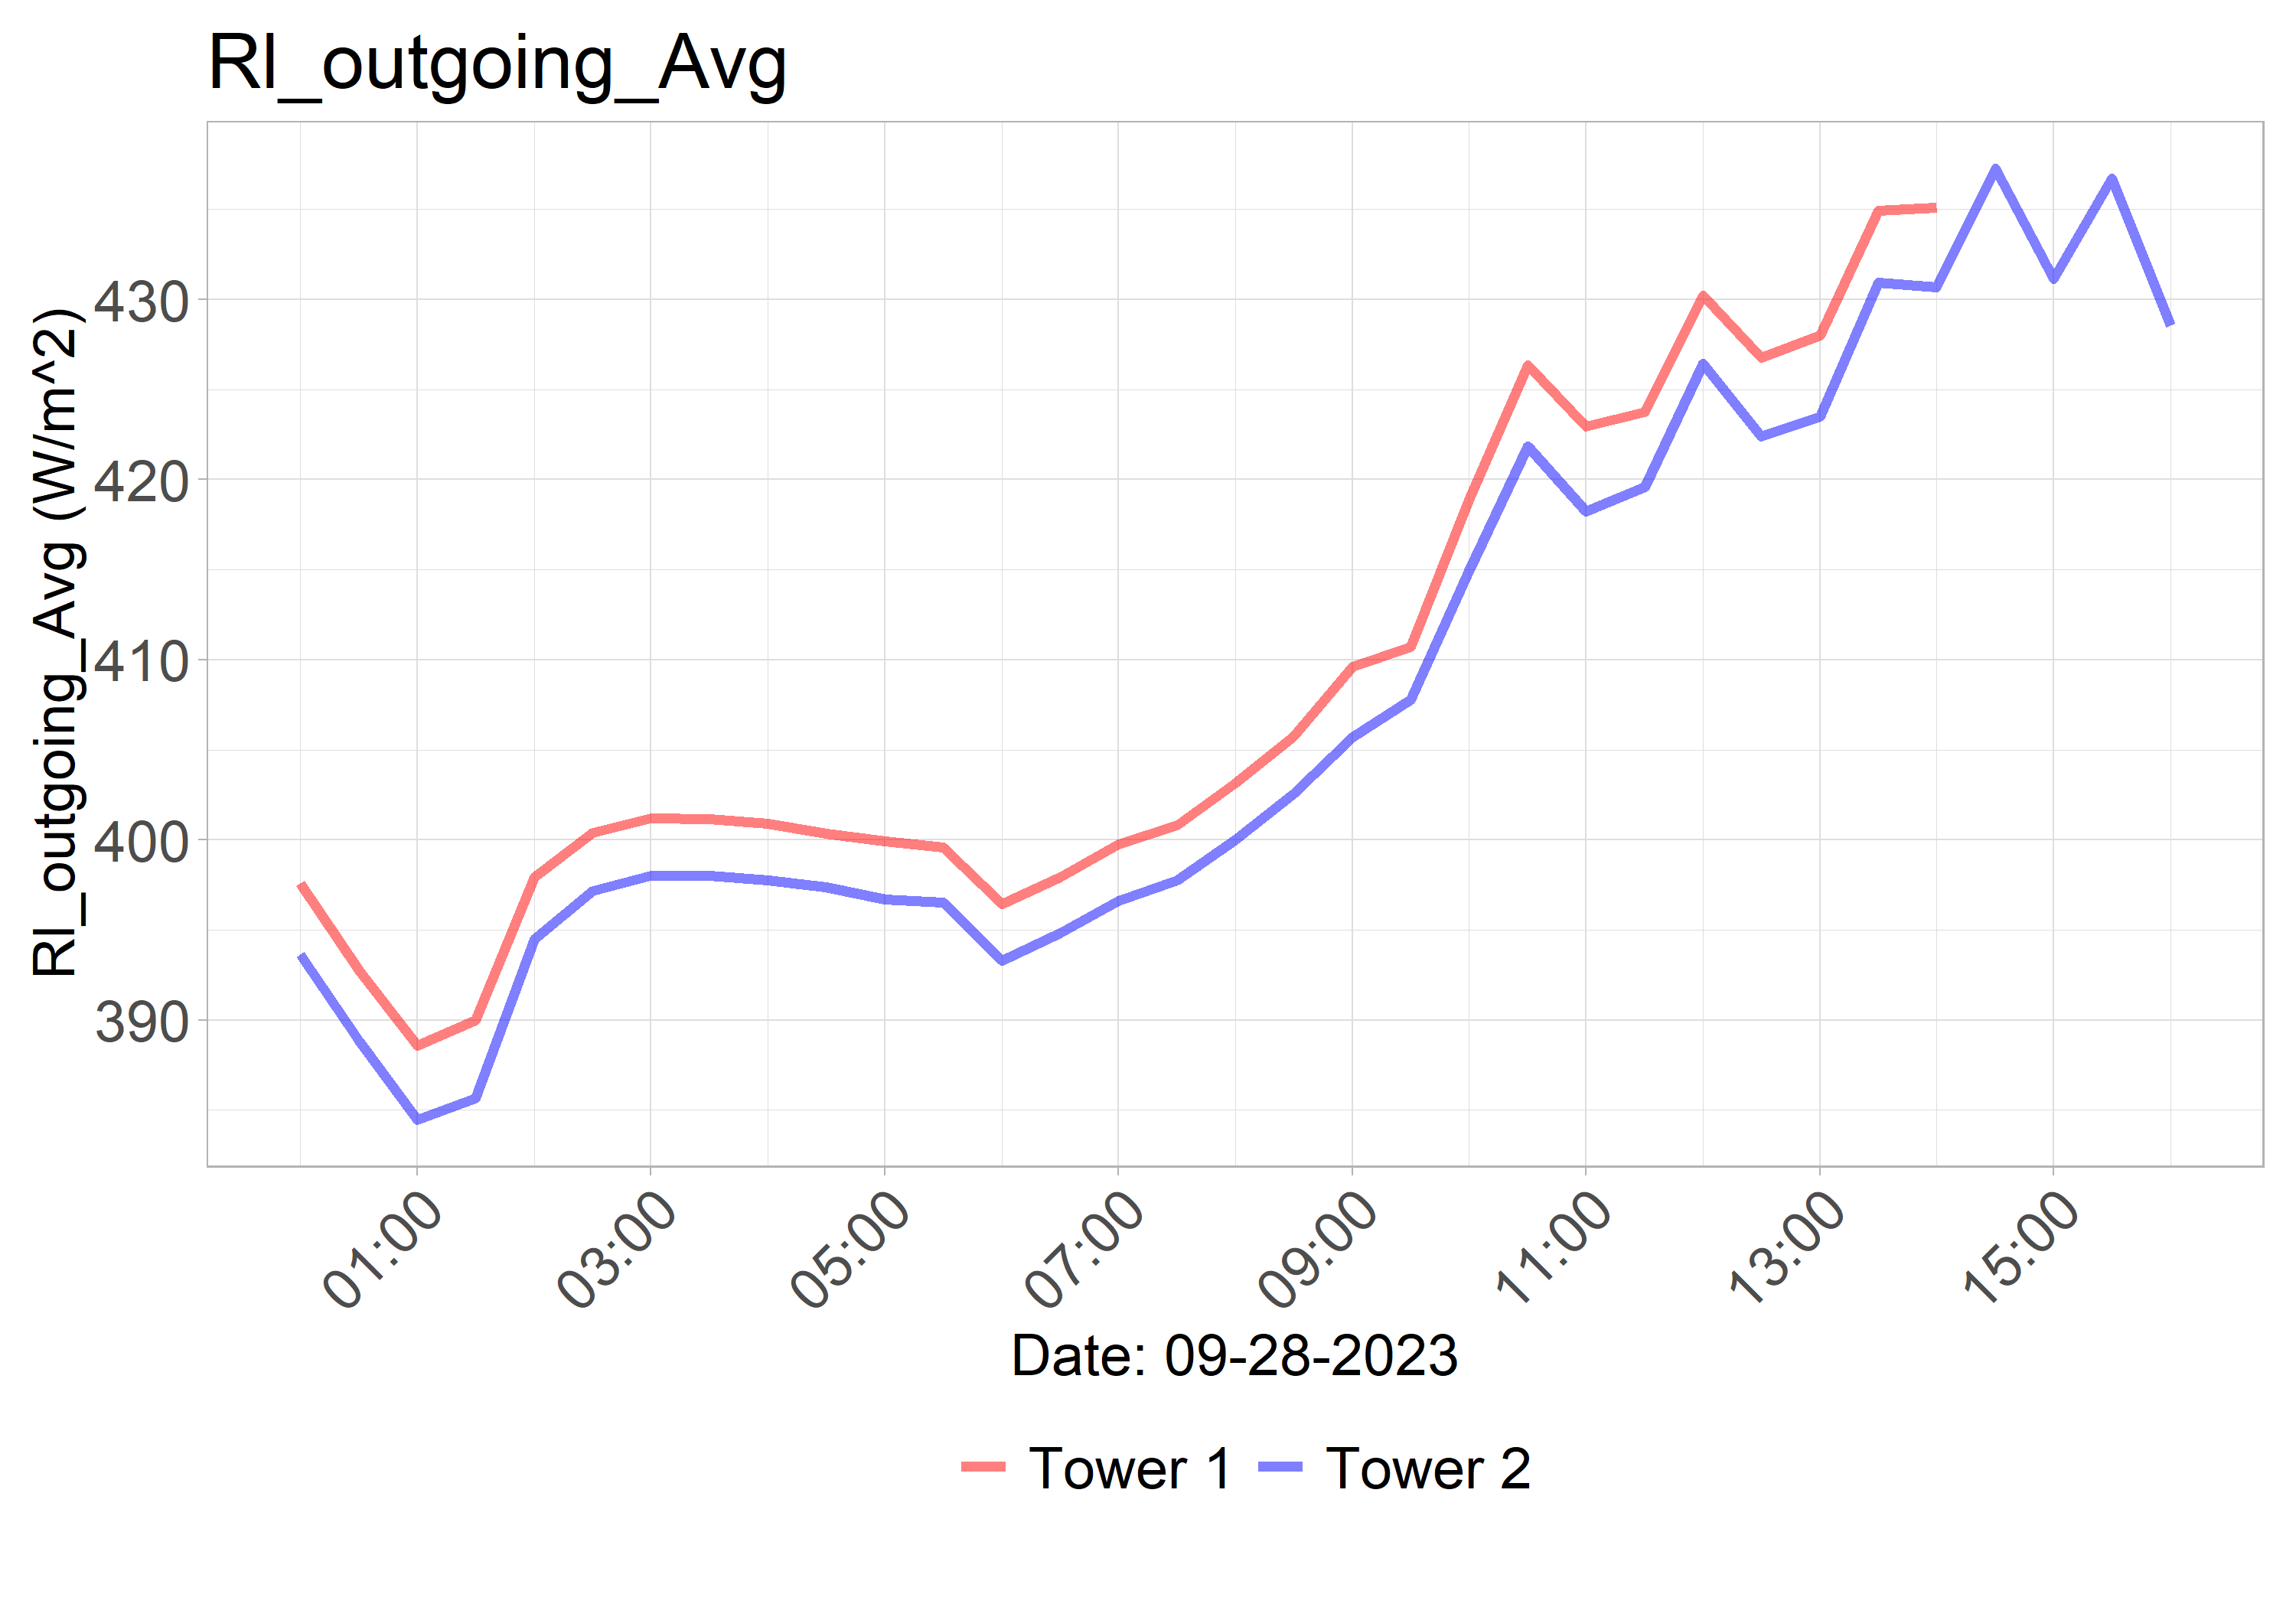 Rl_outgoing_Avg
Rl_outgoing_Avg (W/m^2)
430
420
410
400
390
01:00 03:00 05:00 07:00 09:00 11:00 13:00 15:00
Date: 09-28-2023
Tower 1 Tower 2